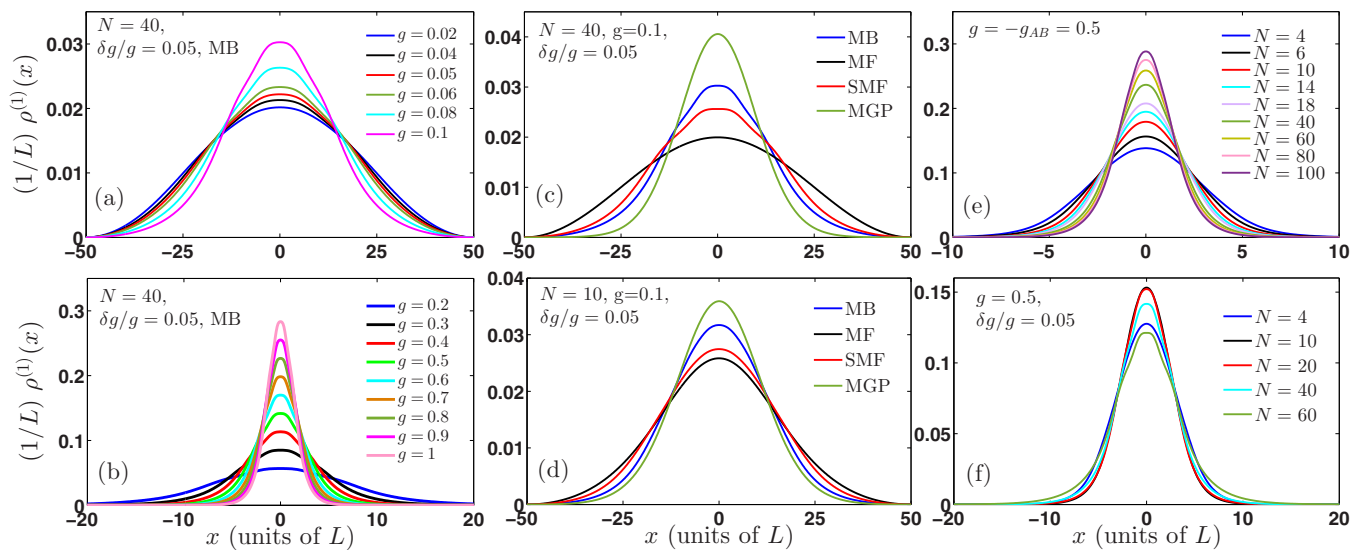 N = 40,
δg/g = 0.05, MB
g = 0.02
g = 0.04
g = 0.05
g = 0.06
g = 0.08
g = 0.1
(a)
(1/L) ρ⁽¹⁾(x)
0.03
0.02
0.01
0
−50 −25 0 25 50
N = 40, g=0.1,
δg/g = 0.05
MB
MF
SMF
MGP
(c)
0.04
0.03
0.02
0.01
0
−50 −25 0 25 50
g = −g_AB = 0.5
N = 4
N = 6
N = 10
N = 14
N = 18
N = 40
N = 60
N = 80
N = 100
(e)
0.3
0.2
0.1
0
−10 −5 0 5 10
N = 40,
δg/g = 0.05, MB
g = 0.2
g = 0.3
g = 0.4
g = 0.5
g = 0.6
g = 0.7
g = 0.8
g = 0.9
g = 1
(b)
(1/L) ρ⁽¹⁾(x)
0.3
0.2
0.1
0
−20 −10 0 10 20
x (units of L)
N = 10, g=0.1,
δg/g = 0.05
MB
MF
SMF
MGP
(d)
0.04
0.03
0.02
0.01
0
−50 −25 0 25 50
x (units of L)
g = 0.5,
δg/g = 0.05
N = 4
N = 10
N = 20
N = 40
N = 60
(f)
0.15
0.10
0.05
0
−20 −10 0 10 20
x (units of L)